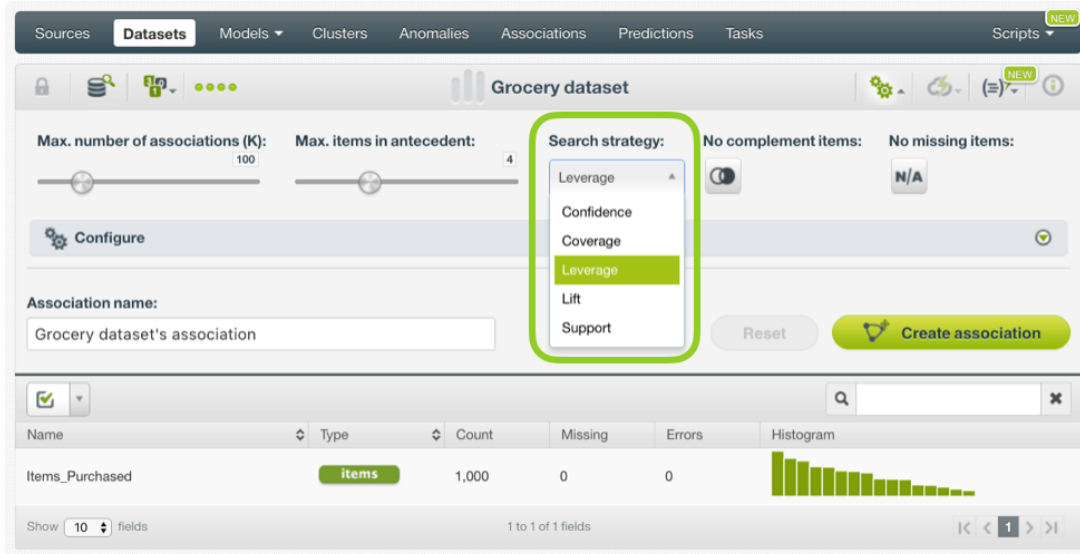 NEW
Sources Datasets Models Clusters Anomalies Associations Predictions Tasks Scripts
Grocery dataset NEW
Max. number of associations (K): Max. items in antecedent: Search strategy: No complement items: No missing items:
100 4
Leverage N/A
Confidence
Configure Coverage
Leverage
Association name: Lift
Grocery dataset's association Support Reset Create association
Name Type Count Missing Errors Histogram
Items_Purchased items 1,000 0 0
Show 10 fields 1 to 1 of 1 fields 1